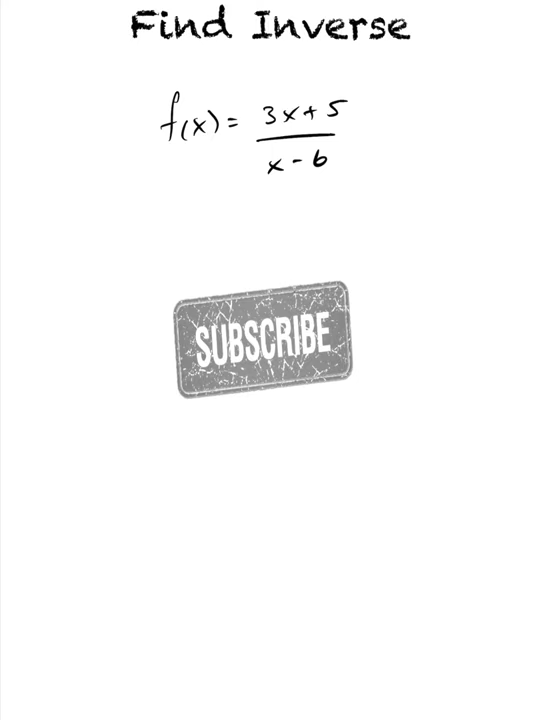 Find Inverse
f(x) = 3x + 5
x - 6
SUBSCRIBE